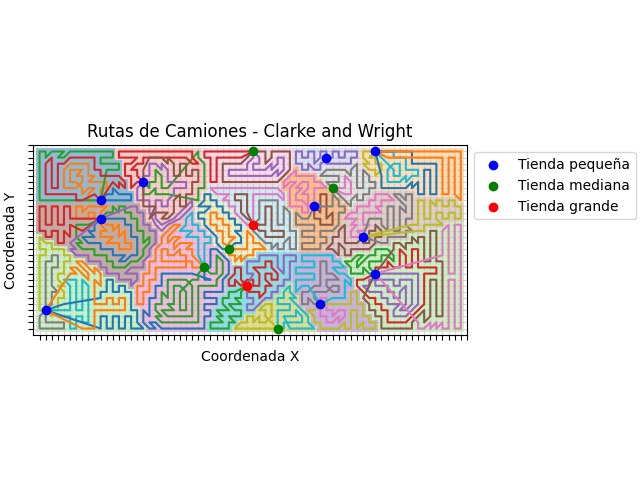 Rutas de Camiones - Clarke and Wright
Coordenada Y
Coordenada X
Tienda pequeña
Tienda mediana
Tienda grande